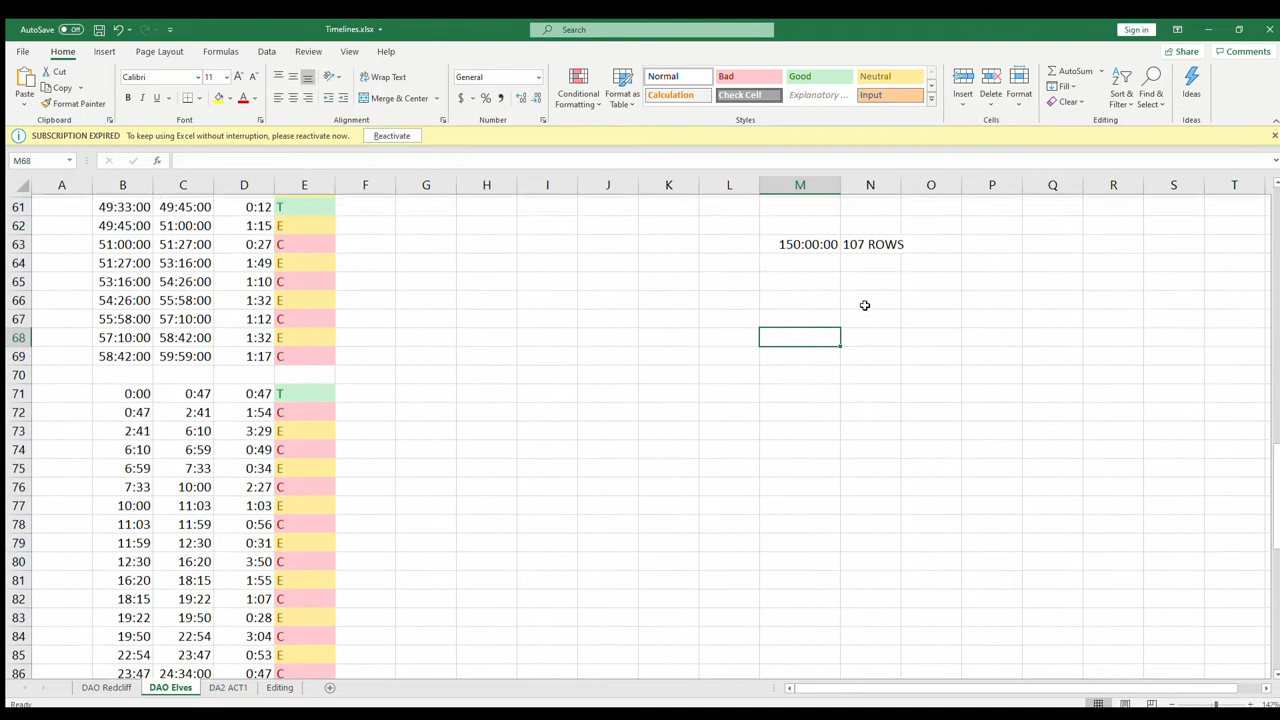 AutoSave Off Timelines.xlsx Search Sign in
File Home Insert Page Layout Formulas Data Review View Help Share Comments
Cut
Copy
Format Painter
Paste
Clipboard
Calibri 11
B I U
Font
Wrap Text
Merge & Center
Alignment
General
$ % ,
Number
Conditional Formatting
Format as Table
Normal Bad Good Neutral
Calculation Check Cell Explanatory ... Input
Styles
Insert Delete Format
Cells
AutoSum
Fill
Clear
Sort & Filter
Find & Select
Editing
Ideas
Ideas
SUBSCRIPTION EXPIRED To keep using Excel without interruption, please reactivate now. Reactivate
M68 fx
A B C D E F G H I J K L M N O P Q R S T
61 49:33:00 49:45:00 0:12 T
62 49:45:00 51:00:00 1:15 E
63 51:00:00 51:27:00 0:27 C 150:00:00 107 ROWS
64 51:27:00 53:16:00 1:49 E
65 53:16:00 54:26:00 1:10 C
66 54:26:00 55:58:00 1:32 E
67 55:58:00 57:10:00 1:12 C
68 57:10:00 58:42:00 1:32 E
69 58:42:00 59:59:00 1:17 C
70
71 0:00 0:47 0:47 T
72 0:47 2:41 1:54 C
73 2:41 6:10 3:29 E
74 6:10 6:59 0:49 C
75 6:59 7:33 0:34 E
76 7:33 10:00 2:27 C
77 10:00 11:03 1:03 E
78 11:03 11:59 0:56 C
79 11:59 12:30 0:31 E
80 12:30 16:20 3:50 C
81 16:20 18:15 1:55 E
82 18:15 19:22 1:07 C
83 19:22 19:50 0:28 E
84 19:50 22:54 3:04 C
85 22:54 23:47 0:53 E
86 23:47 24:34:00 0:47 C
DAO Redcliff DAO Elves DA2 ACT1 Editing
Ready 142%